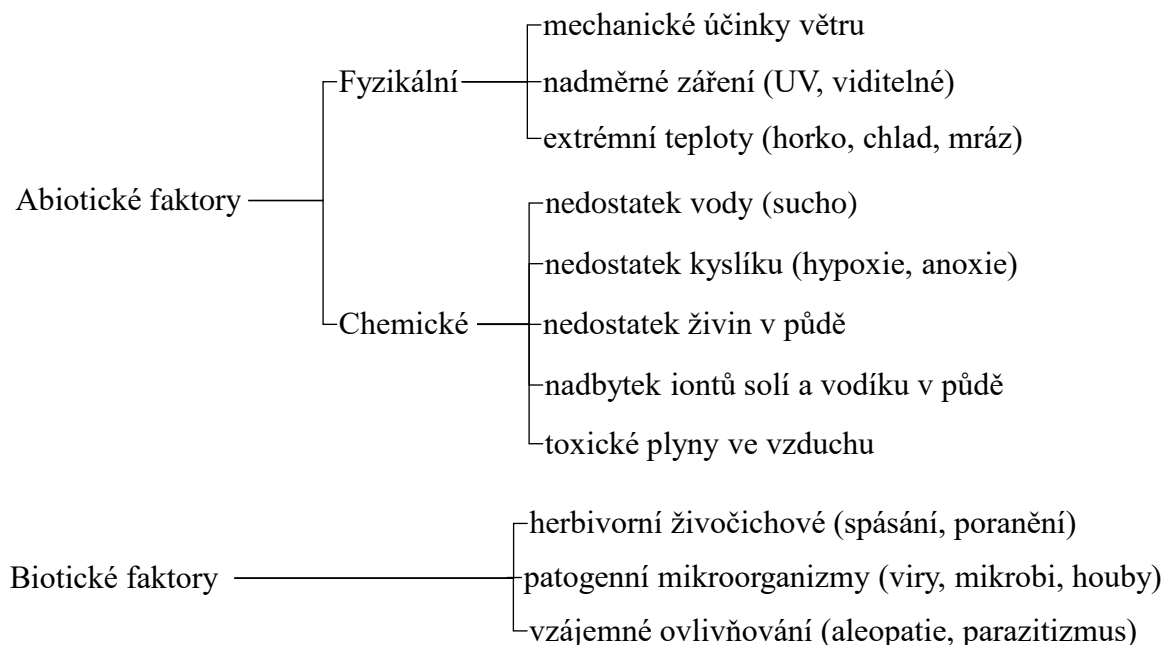 mechanické účinky větru
Fyzikální
nadměrné záření (UV, viditelné)
extrémní teploty (horko, chlad, mráz)
Abiotické faktory
nedostatek vody (sucho)
nedostatek kyslíku (hypoxie, anoxie)
Chemické
nedostatek živin v půdě
nadbytek iontů solí a vodíku v půdě
toxické plyny ve vzduchu
herbivorní živočichové (spásání, poranění)
Biotické faktory
patogenní mikroorganizmy (viry, mikrobi, houby)
vzájemné ovlivňování (aleopatie, parazitizmus)